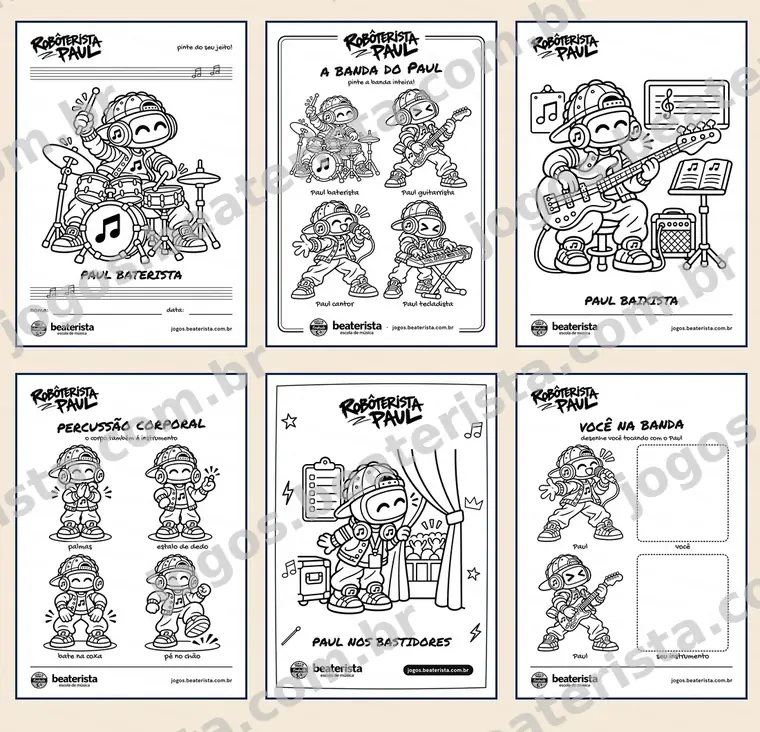 ROBÔTERISTA
PAUL
pinte do seu jeito!
PAUL BATERISTA
nome:
data:
beaterista
escola de música
jogos.beaterista.com.br
ROBÔTERISTA
PAUL
A BANDA DO PAUL
pinte a banda inteira!
Paul baterista
Paul guitarrista
Paul cantor
Paul tecladista
beaterista
escola de música
jogos.beaterista.com.br
ROBÔTERISTA
PAUL
PAUL BAIXISTA
beaterista
escola de música
jogos.beaterista.com.br
ROBÔTERISTA
PAUL
PERCUSSÃO CORPORAL
o corpo também é instrumento
palmas
estalo de dedo
bate na coxa
pé no chão
beaterista
escola de música
jogos.beaterista.com.br
ROBÔTERISTA
PAUL
PAUL NOS BASTIDORES
beaterista
escola de música
jogos.beaterista.com.br
ROBÔTERISTA
PAUL
VOCÊ NA BANDA
desenhe você tocando com o Paul
Paul
você
Paul
seu instrumento
beaterista
escola de música
jogos.beaterista.com.br
jogos.beaterista.com.br